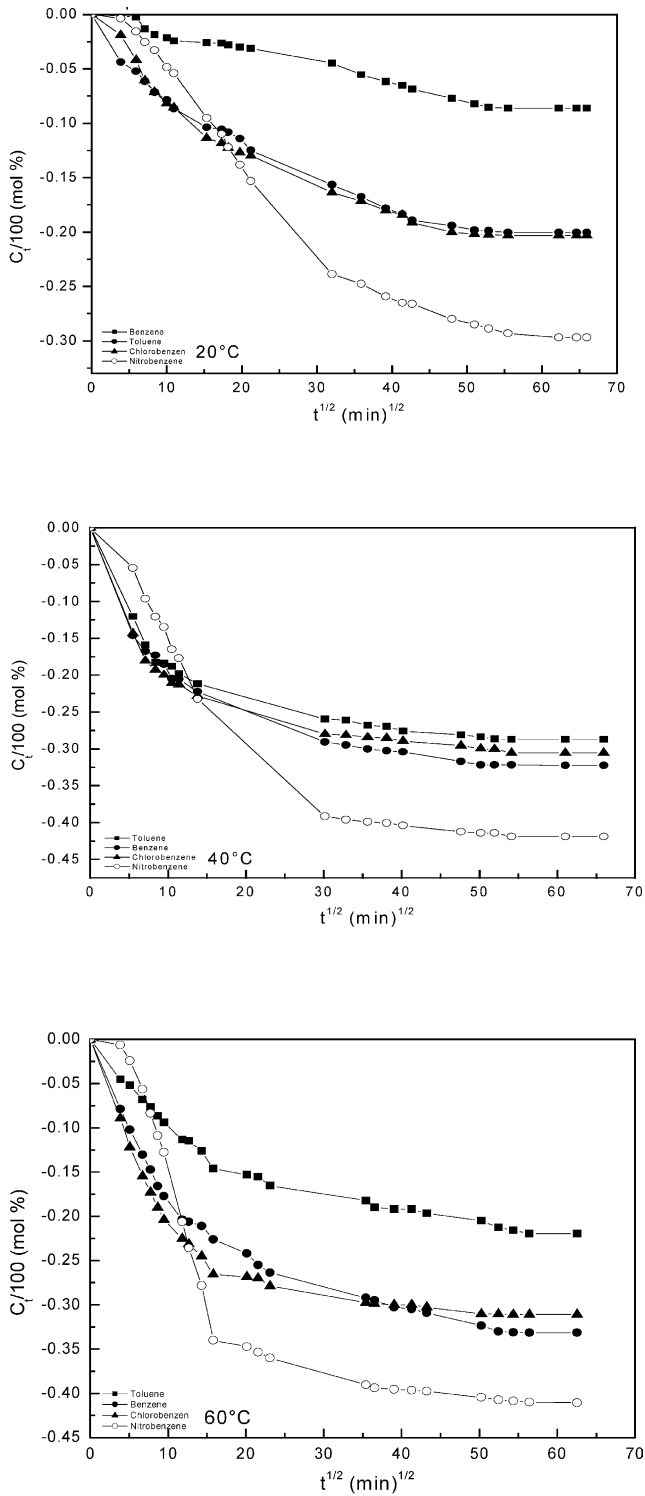 0.00
-0.05
-0.10
-0.15
-0.20
-0.25
-0.30
Cₜ/100 (mol %)
Benzene
Toluene
Chlorobenzen
Nitrobenzene
20°C
0 10 20 30 40 50 60 70
t^1/2 (min)^1/2
0.00
-0.05
-0.10
-0.15
-0.20
-0.25
-0.30
-0.35
-0.40
-0.45
Cₜ/100 (mol %)
Toluene
Benzene
Chlorobenzene
Nitrobenzene
40°C
0 10 20 30 40 50 60 70
t^1/2 (min)^1/2
0.00
-0.05
-0.10
-0.15
-0.20
-0.25
-0.30
-0.35
-0.40
-0.45
Cₜ/100 (mol %)
Toluene
Benzene
Chlorobenzen
Nitrobenzene
60°C
0 10 20 30 40 50 60 70
t^1/2 (min)^1/2